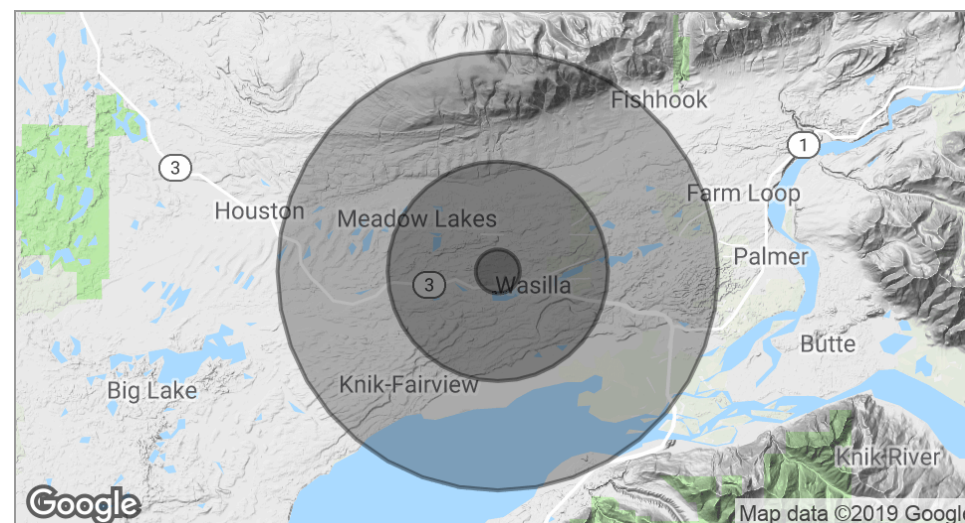 Fishhook
1
3
Farm Loop
Houston
Meadow Lakes
Palmer
3
Wasilla
Butte
Big Lake
Knik-Fairview
Knik River
Google
Map data ©2019 Google